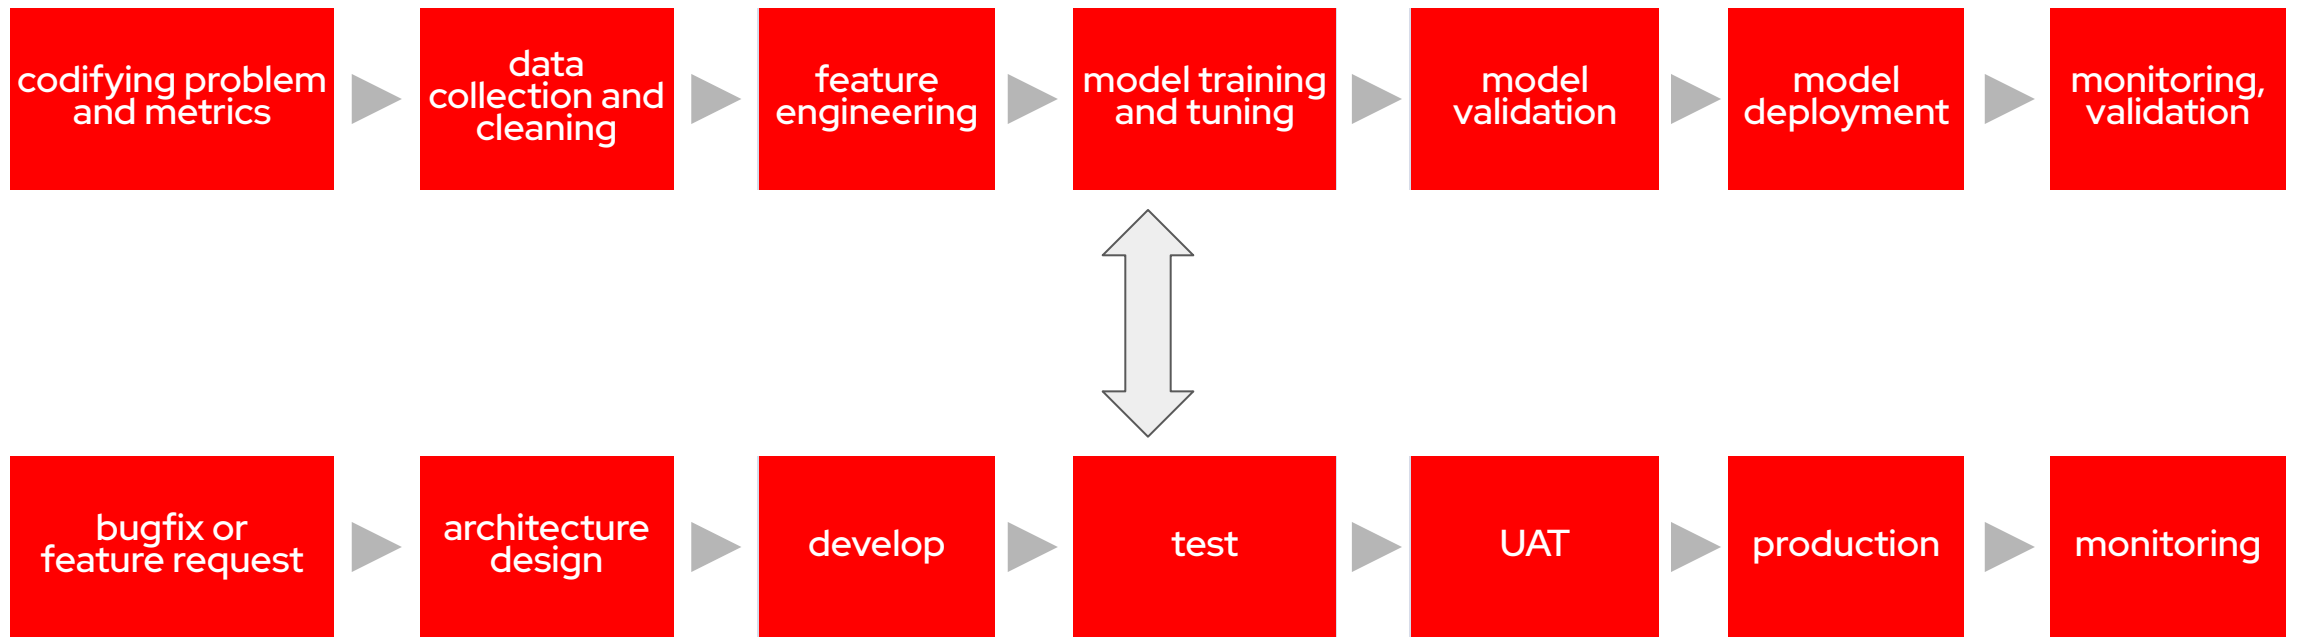 codifying problem
and metrics
data
collection and
cleaning
feature
engineering
model training
and tuning
model
validation
model
deployment
monitoring,
validation
bugfix or
feature request
architecture
design
develop
test
UAT
production
monitoring